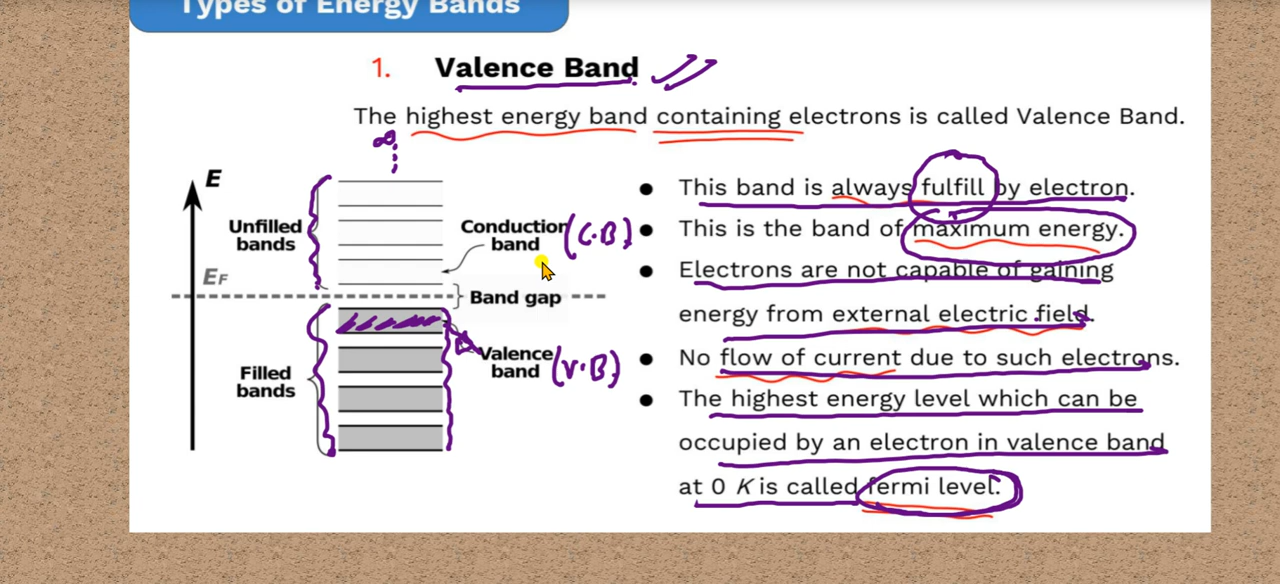 Types of Energy Bands
1. Valence Band
The highest energy band containing electrons is called Valence Band.
∞
E
Unfilled
bands
Conduction
band
(C.B)
EF
Band gap
Filled
bands
Valence
band
(V.B)
● This band is always fulfill by electron.
● This is the band of maximum energy.
● Electrons are not capable of gaining
energy from external electric field.
● No flow of current due to such electrons.
● The highest energy level which can be
occupied by an electron in valence band
at 0 K is called fermi level.